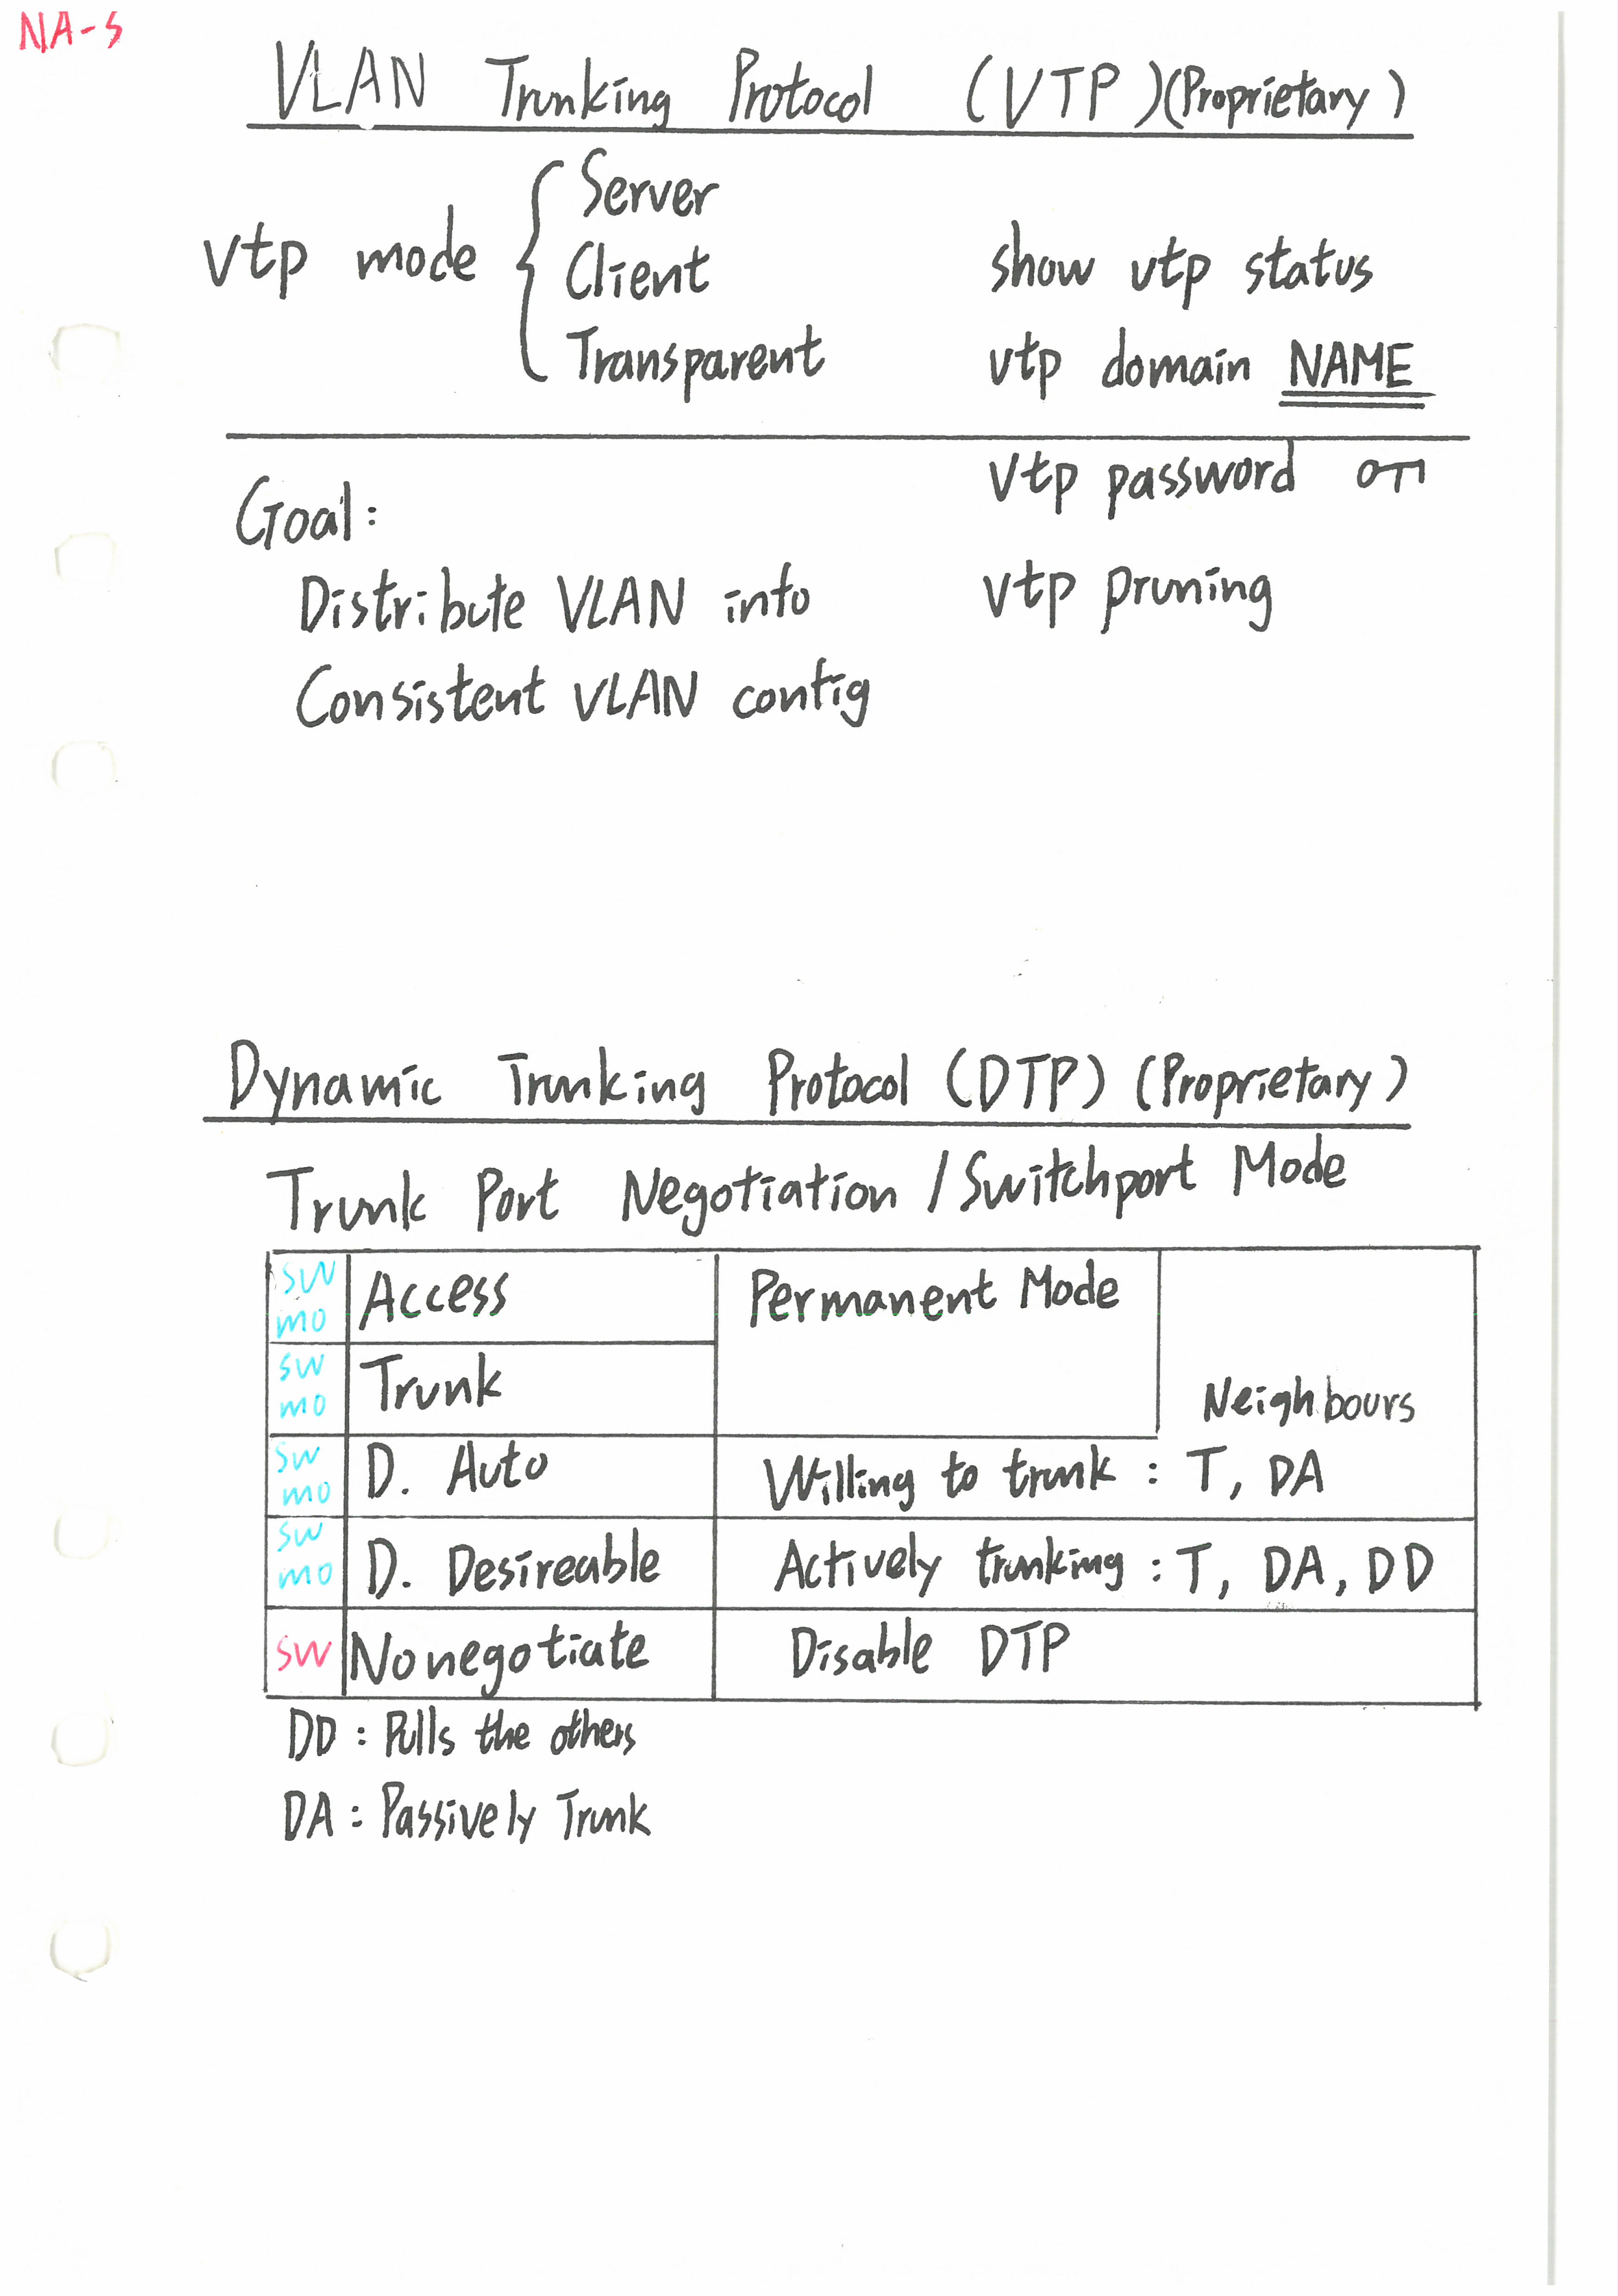 NA-5
VLAN Trunking Protocol (VTP)(Proprietary)
vtp mode { Server
Client
Transparent
show vtp status
vtp domain NAME
vtp password
vtp pruning
Goal:
Distribute VLAN info
Consistent VLAN config
Dynamic Trunking Protocol (DTP) (Proprietary)
Trunk Port Negotiation / Switchport Mode
sw mo Access Permanent Mode
sw mo Trunk Neighbours
sw mo D. Auto Willing to trunk : T, DA
sw mo D. Desireable Actively trunking : T, DA, DD
sw Nonegotiate Disable DTP
DD : Pulls the others
DA : Passively Trunk